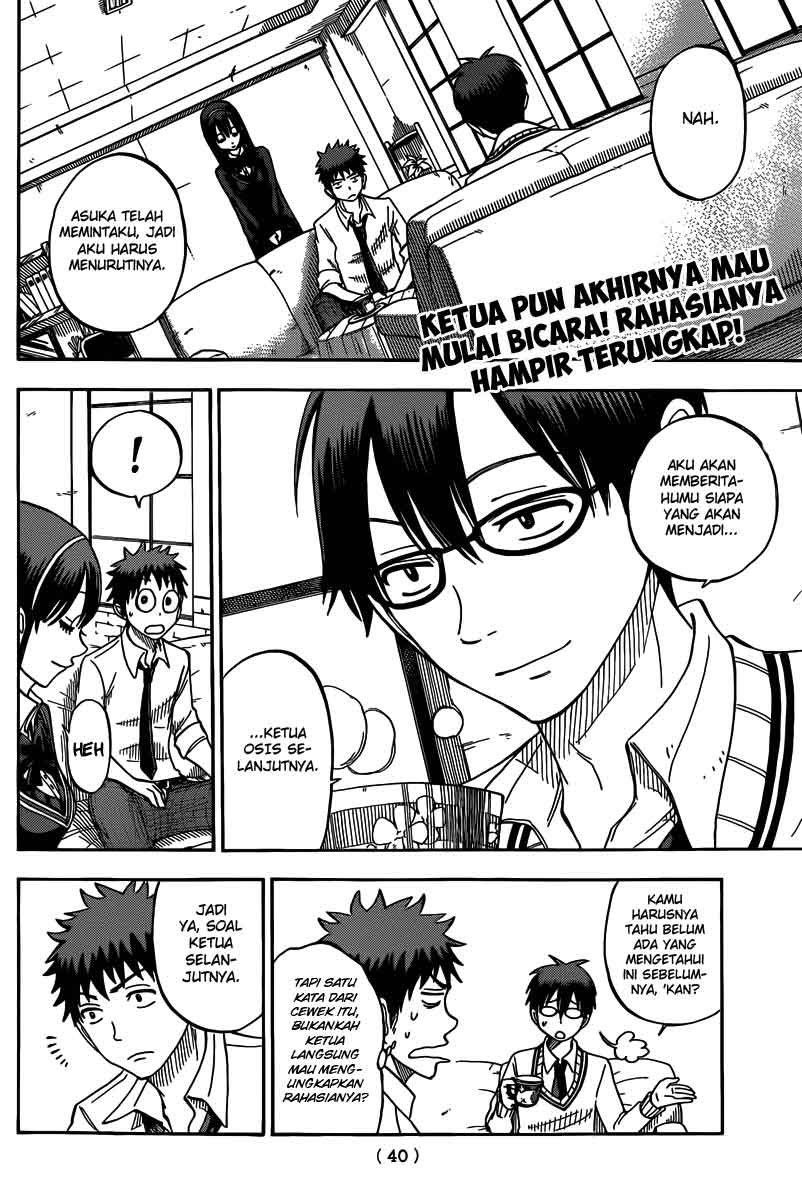 NAH.
ASUKA TELAH
MEMINTAKU, JADI
AKU HARUS
MENURUTINYA.
KETUA PUN AKHIRNYA MAU
MULAI BICARA! RAHASIANYA
HAMPIR TERUNGKAP!
AKU AKAN
MEMBERITA-
HUMU SIAPA
YANG AKAN
MENJADI...
...KETUA
OSIS SE-
LANJUTNYA.
!
HEH
KAMU
HARUSNYA
TAHU BELUM
ADA YANG
MENGETAHUI
INI SEBELUM-
NYA, 'KAN?
TAPI SATU
KATA DARI
CEWEK ITU,
BUKANKAH
KETUA
LANGSUNG
MAU MENG-
UNGKAPKAN
RAHASIANYA?
JADI
YA, SOAL
KETUA
SELAN-
JUTNYA.
( 40 )